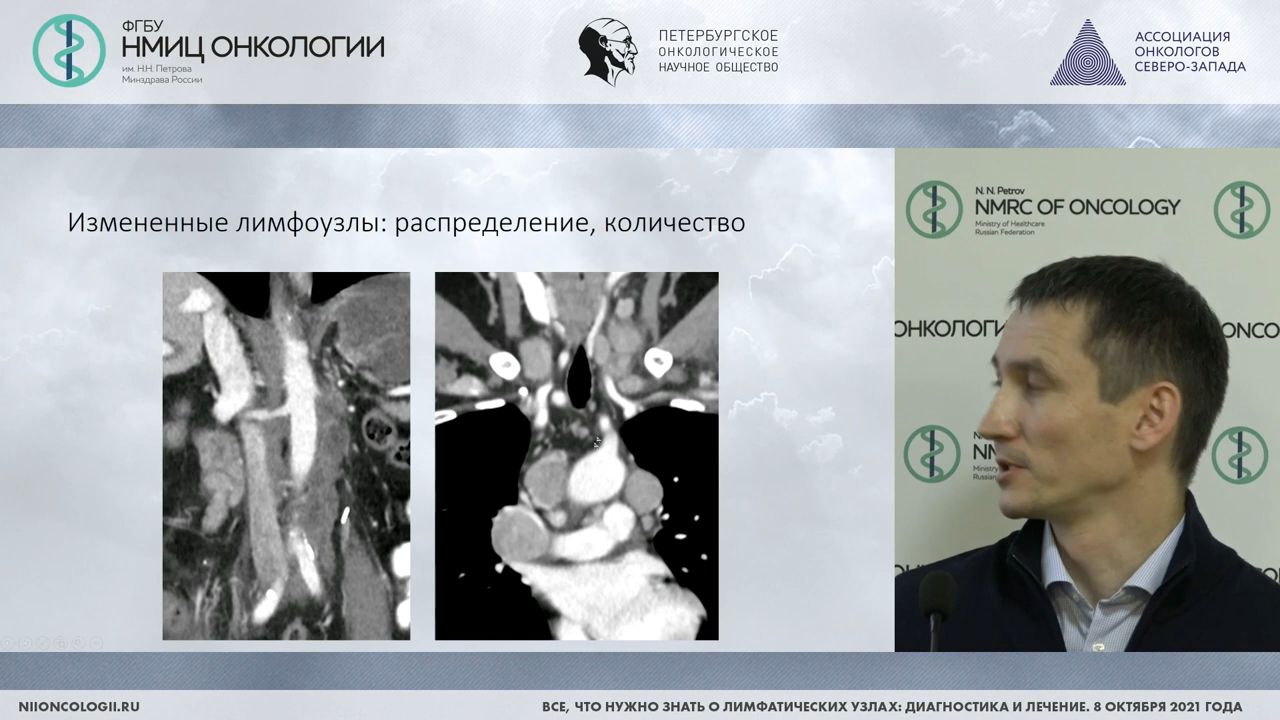 ФГБУ
НМИЦ ОНКОЛОГИИ
им. Н.Н. Петрова
Минздрава России
ПЕТЕРБУРГСКОЕ
ОНКОЛОГИЧЕСКОЕ
НАУЧНОЕ ОБЩЕСТВО
АССОЦИАЦИЯ
ОНКОЛОГОВ
СЕВЕРО-ЗАПАДА
Измененные лимфоузлы: распределение, количество
N. N. Petrov
NMRC OF ONCOLOGY
Ministry of Healthcare
Russian Federation
NIIONCOLOGII.RU
ВСЕ, ЧТО НУЖНО ЗНАТЬ О ЛИМФАТИЧЕСКИХ УЗЛАХ: ДИАГНОСТИКА И ЛЕЧЕНИЕ. 8 ОКТЯБРЯ 2021 ГОДА